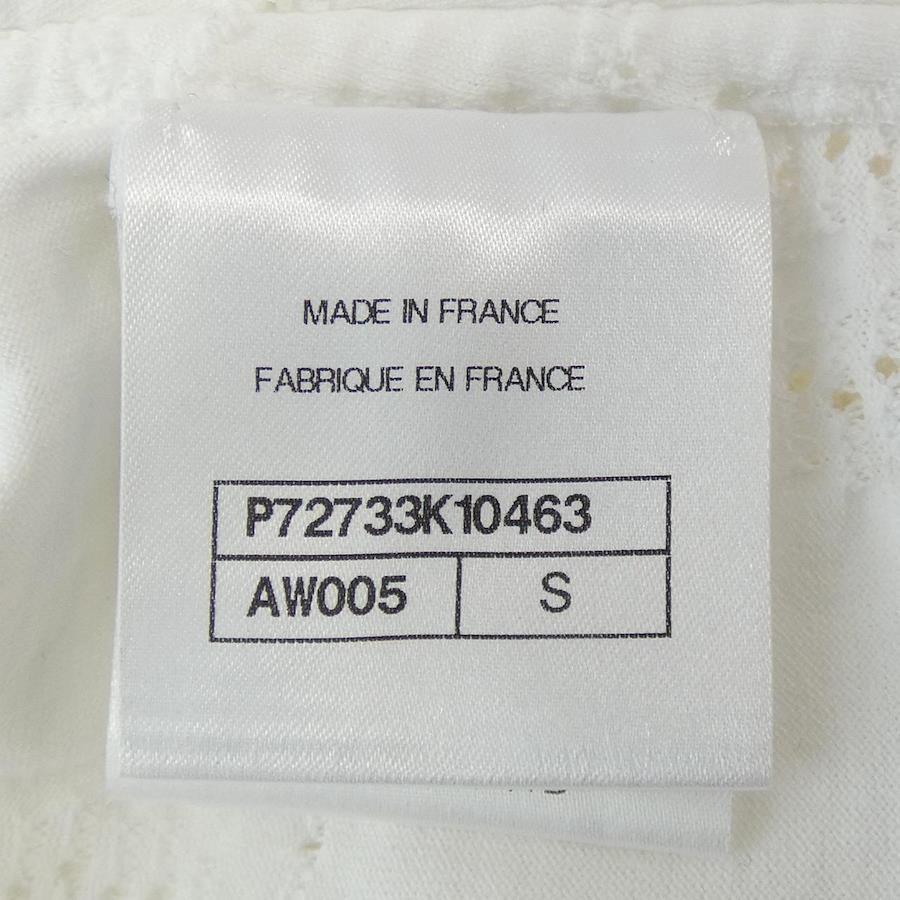 MADE IN FRANCE
FABRIQUE EN FRANCE
P72733K10463
AW005 S